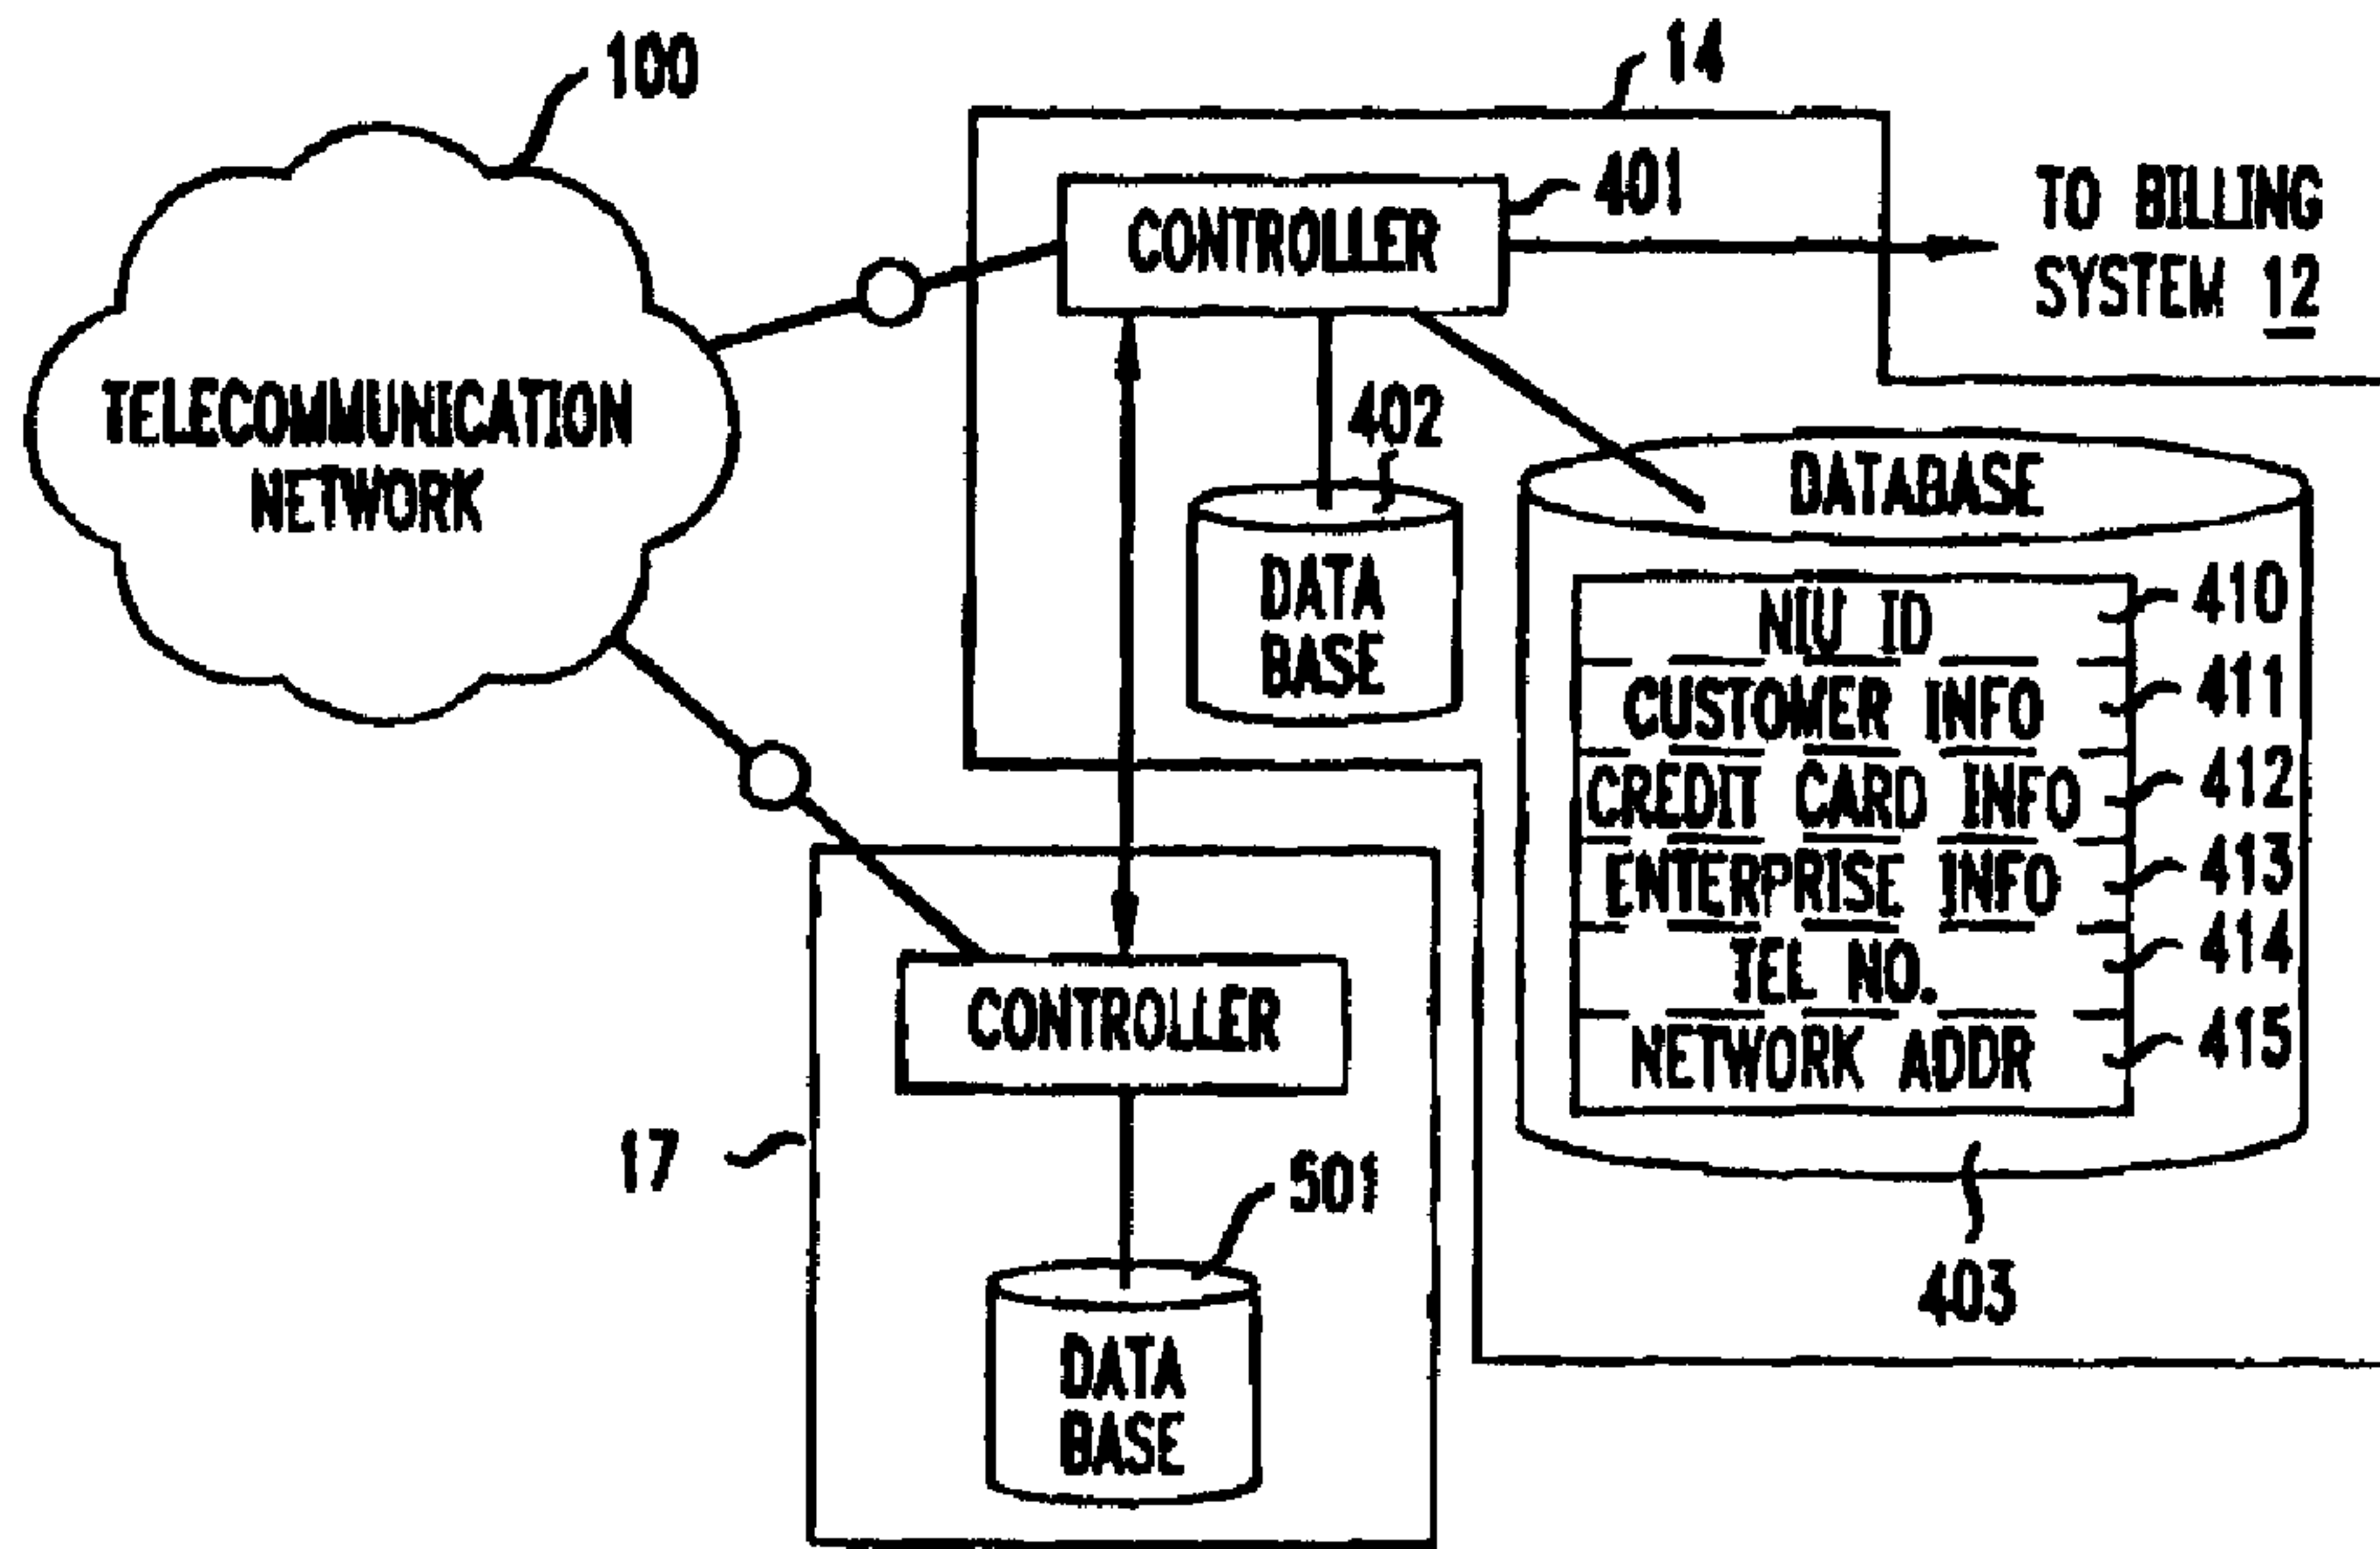 100
14
401
CONTROLLER
TO BILLING
SYSTEM 12
TELECOMMUNICATION
NETWORK
402
DATA
BASE
DATABASE
NIU ID
410
CUSTOMER INFO
411
CREDIT CARD INFO
412
ENTERPRISE INFO
413
TEL NO.
414
NETWORK ADDR
415
403
CONTROLLER
17
501
DATA
BASE